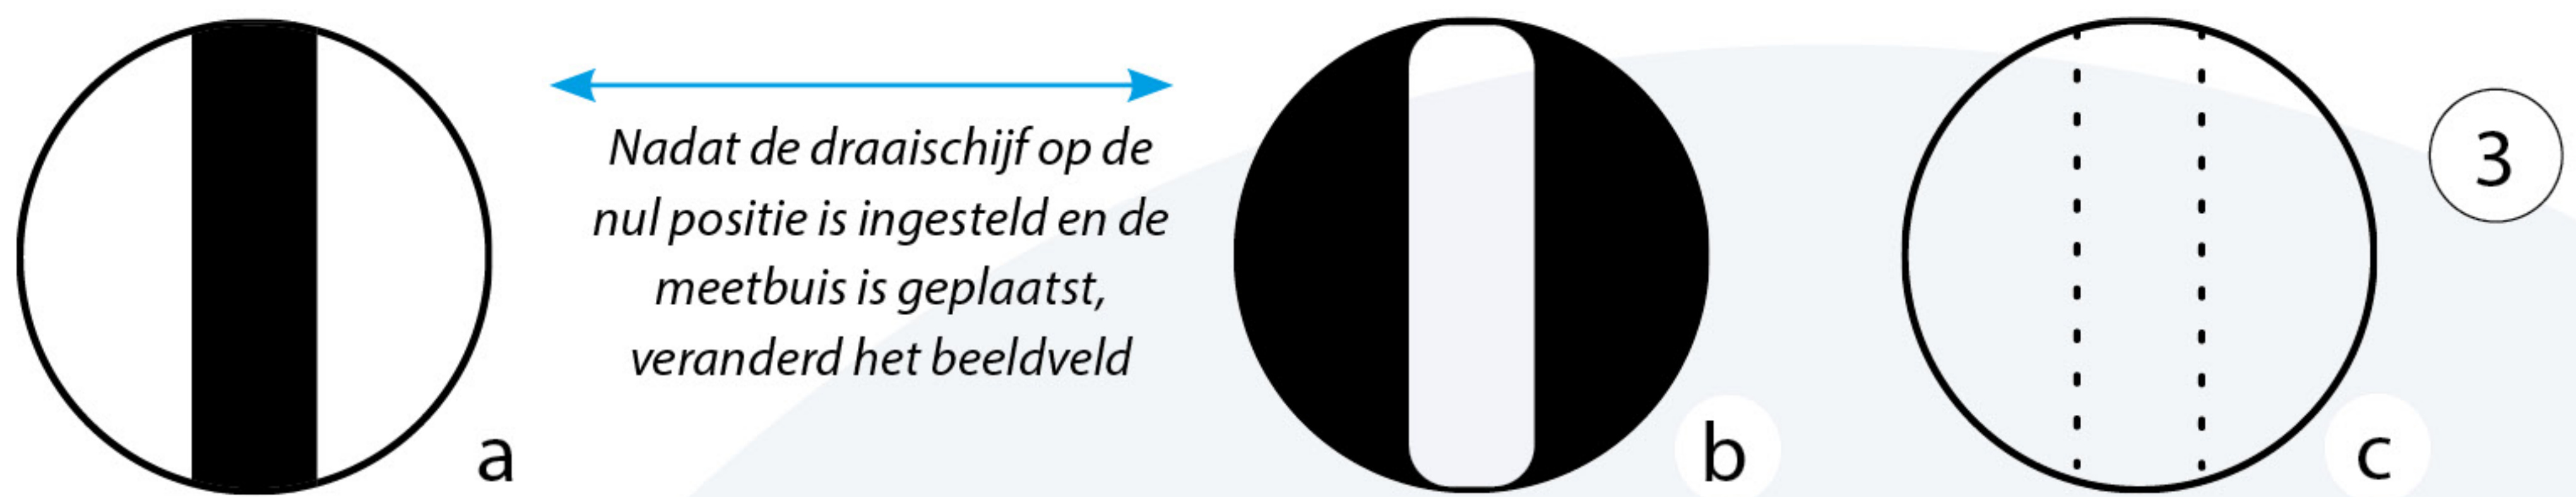 Nadat de draaischijf op de
nul positie is ingesteld en de
meetbuis is geplaatst,
veranderd het beeldveld
a
b
c
3